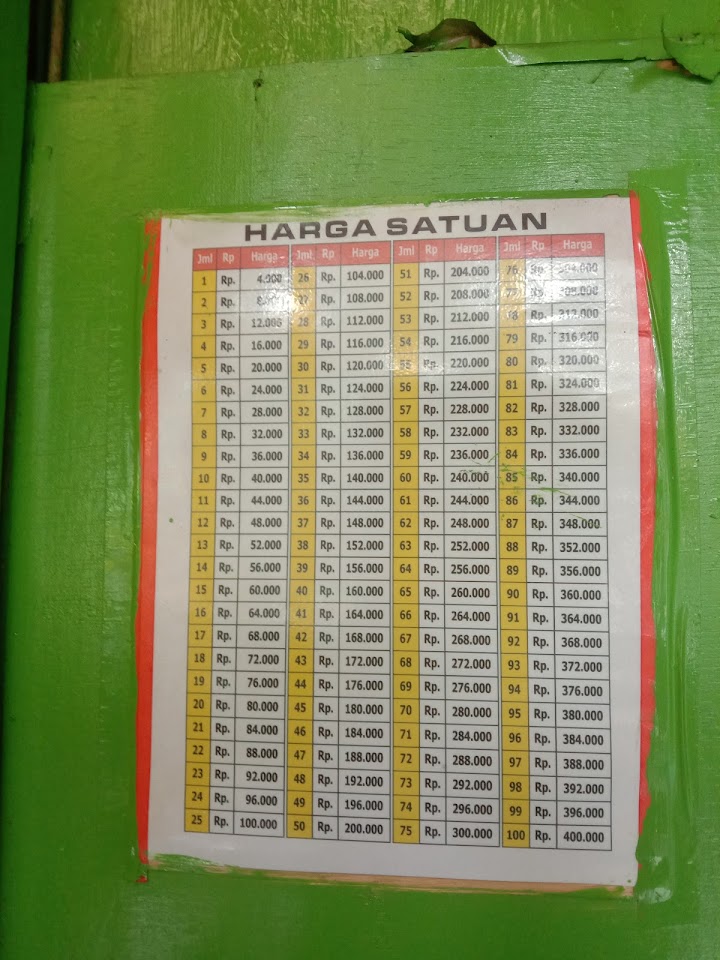 HARGA SATUAN
Jml Rp Harga Jml Rp Harga Jml Rp Harga Jml Rp Harga
1 Rp. 4.000 26 Rp. 104.000 51 Rp. 204.000 76 Rp. 304.000
2 Rp. 27 Rp. 108.000 52 Rp. 208.000 Rp. 308.000
3 Rp. 12.000 28 Rp. 112.000 53 Rp. 212.000 78 Rp. 312.000
4 Rp. 16.000 29 Rp. 116.000 54 Rp. 216.000 79 Rp. 316.000
5 Rp. 20.000 30 Rp. 120.000 55 Rp. 220.000 80 Rp. 320.000
6 Rp. 24.000 31 Rp. 124.000 56 Rp. 224.000 81 Rp. 324.000
7 Rp. 28.000 32 Rp. 128.000 57 Rp. 228.000 82 Rp. 328.000
8 Rp. 32.000 33 Rp. 132.000 58 Rp. 232.000 83 Rp. 332.000
9 Rp. 36.000 34 Rp. 136.000 59 Rp. 236.000 84 Rp. 336.000
10 Rp. 40.000 35 Rp. 140.000 60 Rp. 240.000 85 Rp. 340.000
11 Rp. 44.000 36 Rp. 144.000 61 Rp. 244.000 86 Rp. 344.000
12 Rp. 48.000 37 Rp. 148.000 62 Rp. 248.000 87 Rp. 348.000
13 Rp. 52.000 38 Rp. 152.000 63 Rp. 252.000 88 Rp. 352.000
14 Rp. 56.000 39 Rp. 156.000 64 Rp. 256.000 89 Rp. 356.000
15 Rp. 60.000 40 Rp. 160.000 65 Rp. 260.000 90 Rp. 360.000
16 Rp. 64.000 41 Rp. 164.000 66 Rp. 264.000 91 Rp. 364.000
17 Rp. 68.000 42 Rp. 168.000 67 Rp. 268.000 92 Rp. 368.000
18 Rp. 72.000 43 Rp. 172.000 68 Rp. 272.000 93 Rp. 372.000
19 Rp. 76.000 44 Rp. 176.000 69 Rp. 276.000 94 Rp. 376.000
20 Rp. 80.000 45 Rp. 180.000 70 Rp. 280.000 95 Rp. 380.000
21 Rp. 84.000 46 Rp. 184.000 71 Rp. 284.000 96 Rp. 384.000
22 Rp. 88.000 47 Rp. 188.000 72 Rp. 288.000 97 Rp. 388.000
23 Rp. 92.000 48 Rp. 192.000 73 Rp. 292.000 98 Rp. 392.000
24 Rp. 96.000 49 Rp. 196.000 74 Rp. 296.000 99 Rp. 396.000
25 Rp. 100.000 50 Rp. 200.000 75 Rp. 300.000 100 Rp. 400.000